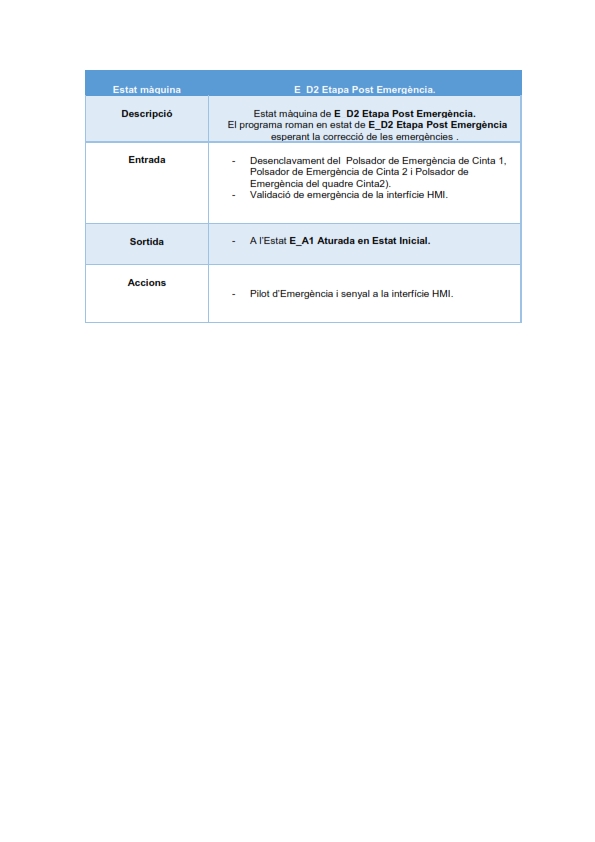 Estat màquina
E_D2 Etapa Post Emergència.
Descripció
Estat màquina de E_D2 Etapa Post Emergència.
El programa roman en estat de E_D2 Etapa Post Emergència
esperant la correcció de les emergències .
Entrada
- Desenclavament del  Polsador de Emergència de Cinta 1,
Polsador de Emergència de Cinta 2 i Polsador de
Emergència del quadre Cinta2).
- Validació de emergència de la interfície HMI.
Sortida
- A l’Estat E_A1 Aturada en Estat Inicial.
Accions
- Pilot d’Emergència i senyal a la interfície HMI.